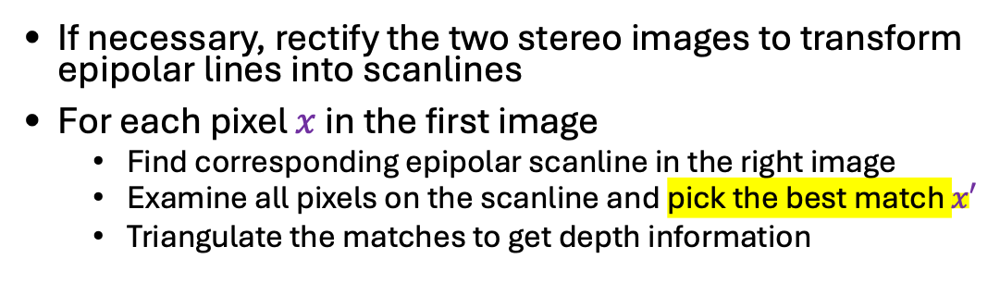 • If necessary, rectify the two stereo images to transform
epipolar lines into scanlines
• For each pixel x in the first image
• Find corresponding epipolar scanline in the right image
• Examine all pixels on the scanline and pick the best match x′
• Triangulate the matches to get depth information